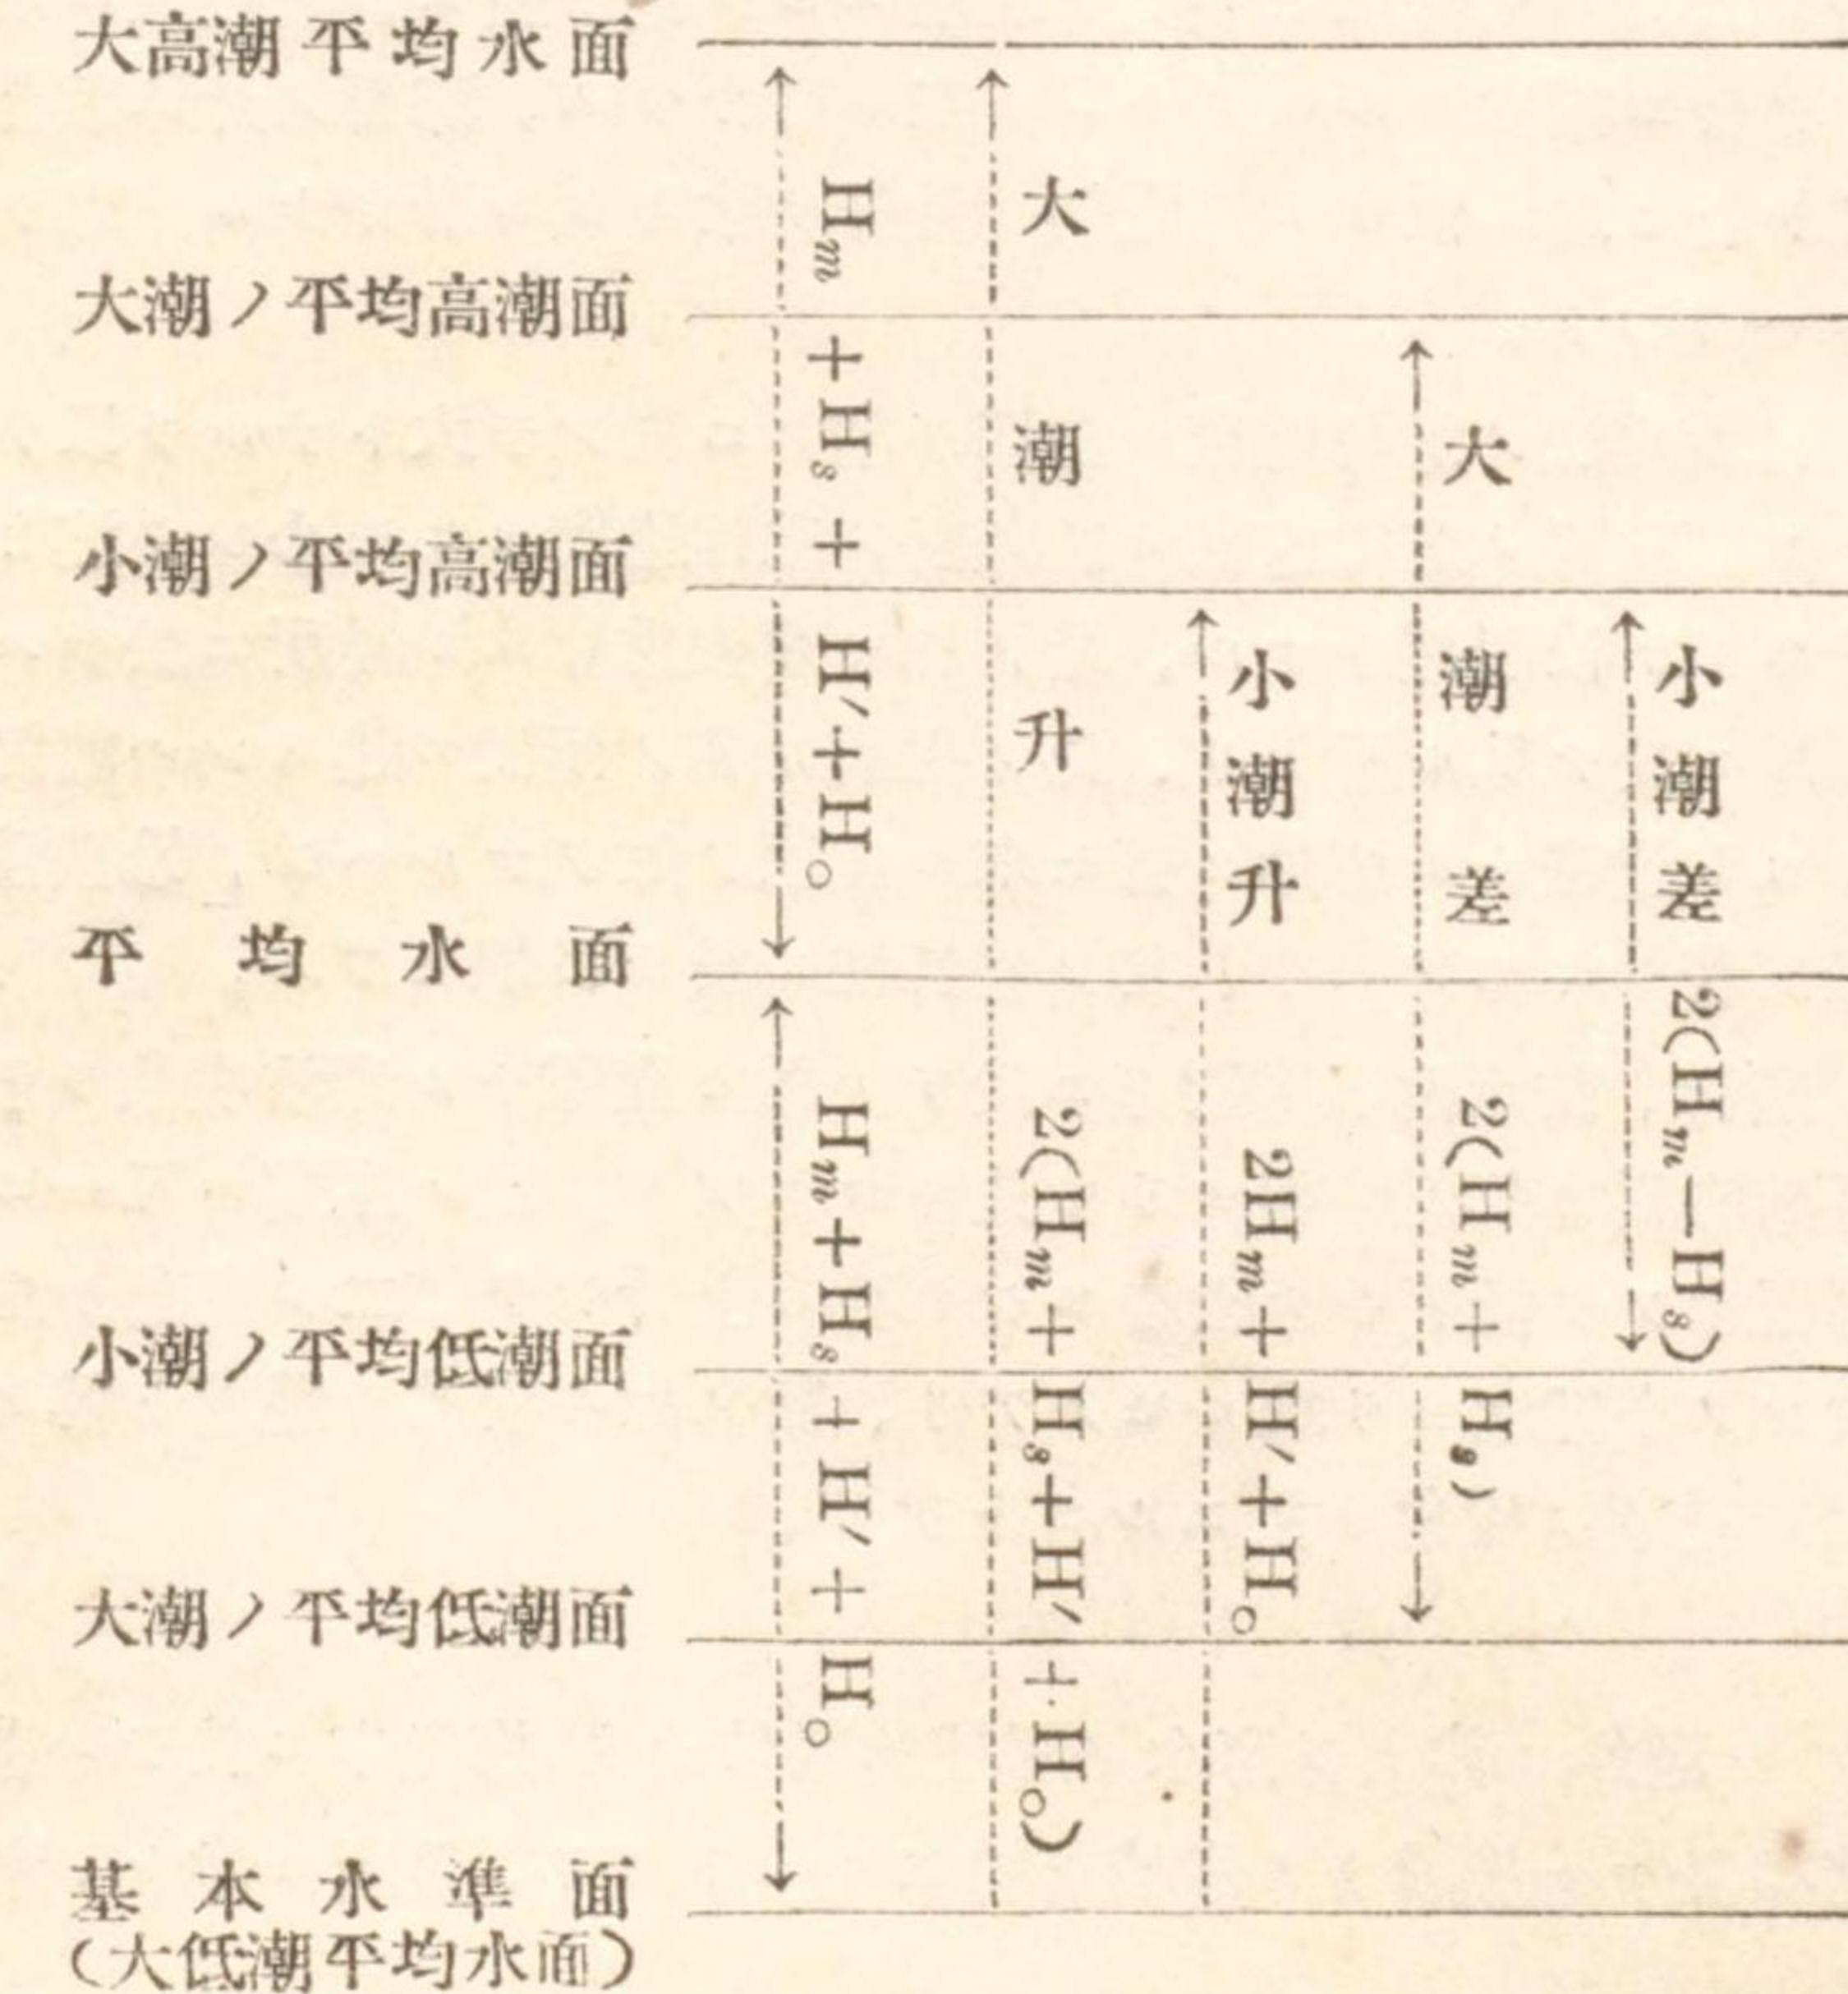 大高潮平均水面
大潮ノ平均高潮面
小潮ノ平均高潮面
平均水面
小潮ノ平均低潮面
大潮ノ平均低潮面
基本水準面
(大低潮平均水面)
Hm+Hs+H′+H○
Hm+Hs+H′+H○
大潮升 2(Hm+Hs+H′+H○)
小潮升 2Hm+H′+H○
大潮差 2(Hm+Hs)
小潮差 2(Hm−Hs)